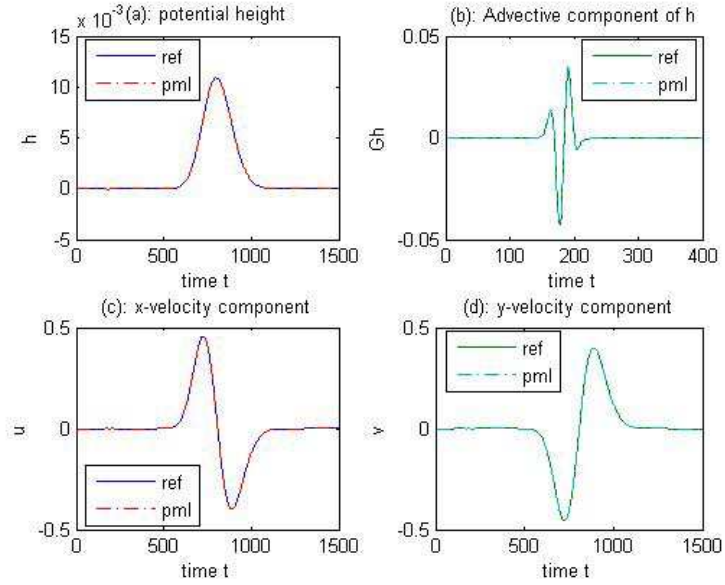 x 10^-3 (a): potential height
15
10
5
0
-5
h
ref
pml
0 500 1000 1500
time t
(b): Advective component of h
0.05
0
-0.05
Gh
ref
pml
0 100 200 300 400
time t
(c): x-velocity component
0.5
0
-0.5
u
ref
pml
0 500 1000 1500
time t
(d): y-velocity component
0.5
0
-0.5
v
ref
pml
0 500 1000 1500
time t